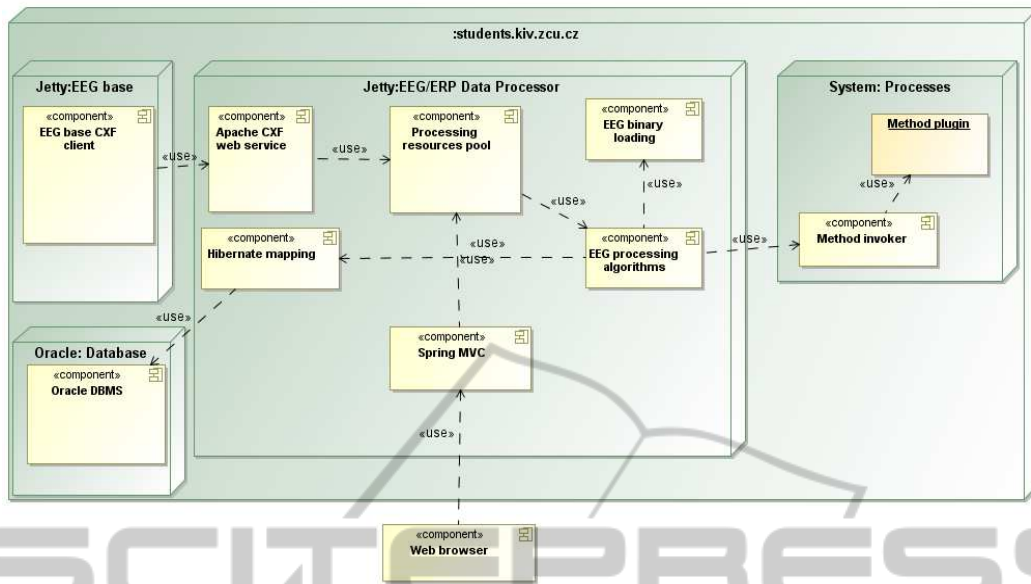 :students.kiv.zcu.cz
Jetty:EEG base
Jetty:EEG/ERP Data Processor
System: Processes
«component»
EEG base CXF
client
«use»
«component»
Apache CXF
web service
«use»
«component»
Processing
resources pool
«component»
EEG binary
loading
Method plugin
«use»
«use»
«use»
«component»
Method invoker
«component»
Hibernate mapping
«use»
«use»
«component»
EEG processing
algorithms
«use»
«use»
Oracle: Database
«component»
Oracle DBMS
«component»
Spring MVC
«use»
«component»
Web browser
SCITEPRESS